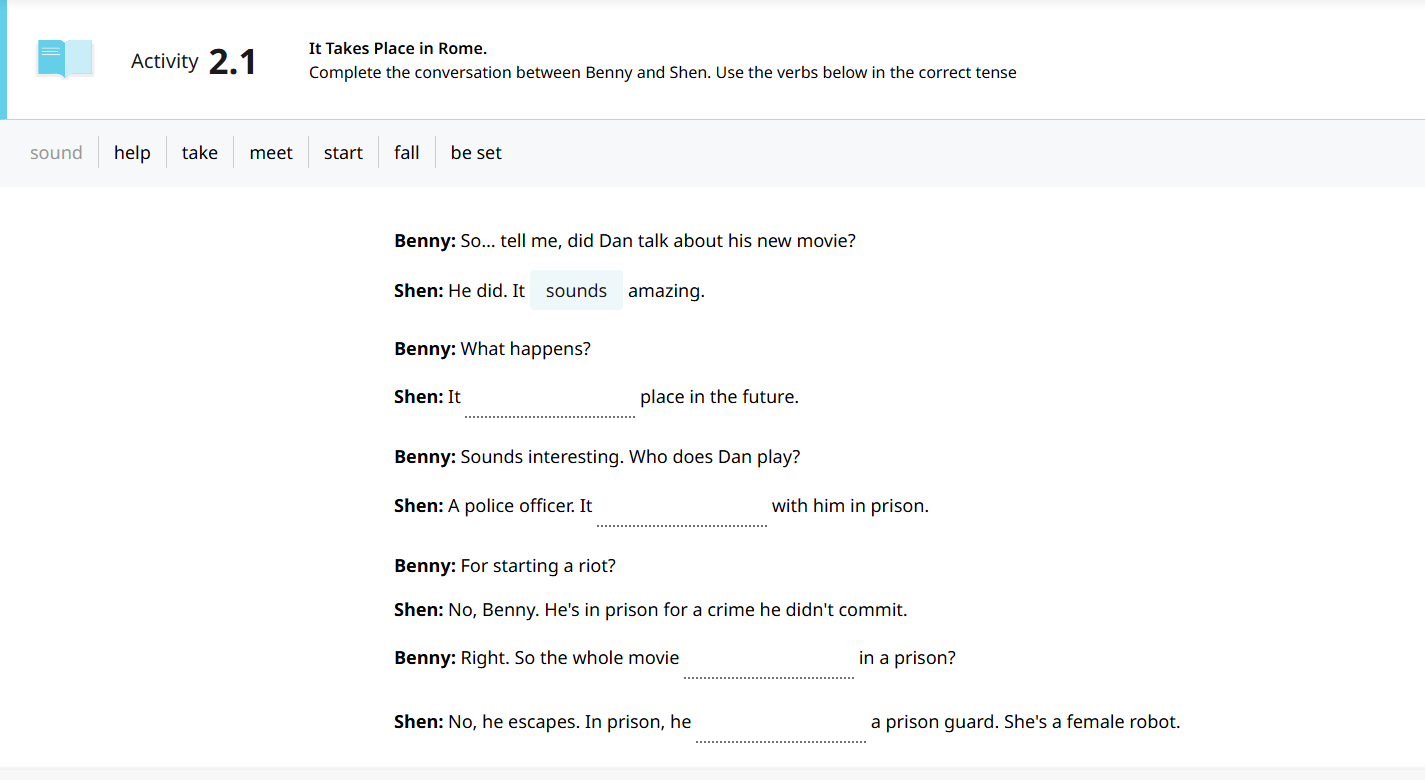 Activity 2.1
It Takes Place in Rome.
Complete the conversation between Benny and Shen. Use the verbs below in the correct tense
sound help take meet start fall be set
Benny: So... tell me, did Dan talk about his new movie?
Shen: He did. It sounds amazing.
Benny: What happens?
Shen: It place in the future.
Benny: Sounds interesting. Who does Dan play?
Shen: A police officer. It with him in prison.
Benny: For starting a riot?
Shen: No, Benny. He's in prison for a crime he didn't commit.
Benny: Right. So the whole movie in a prison?
Shen: No, he escapes. In prison, he a prison guard. She's a female robot.